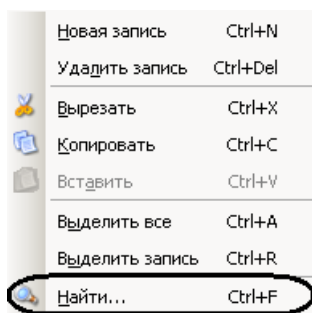 Новая запись Ctrl+N
Удалить запись Ctrl+Del
Вырезать Ctrl+X
Копировать Ctrl+C
Вставить Ctrl+V
Выделить все Ctrl+A
Выделить запись Ctrl+R
Найти... Ctrl+F